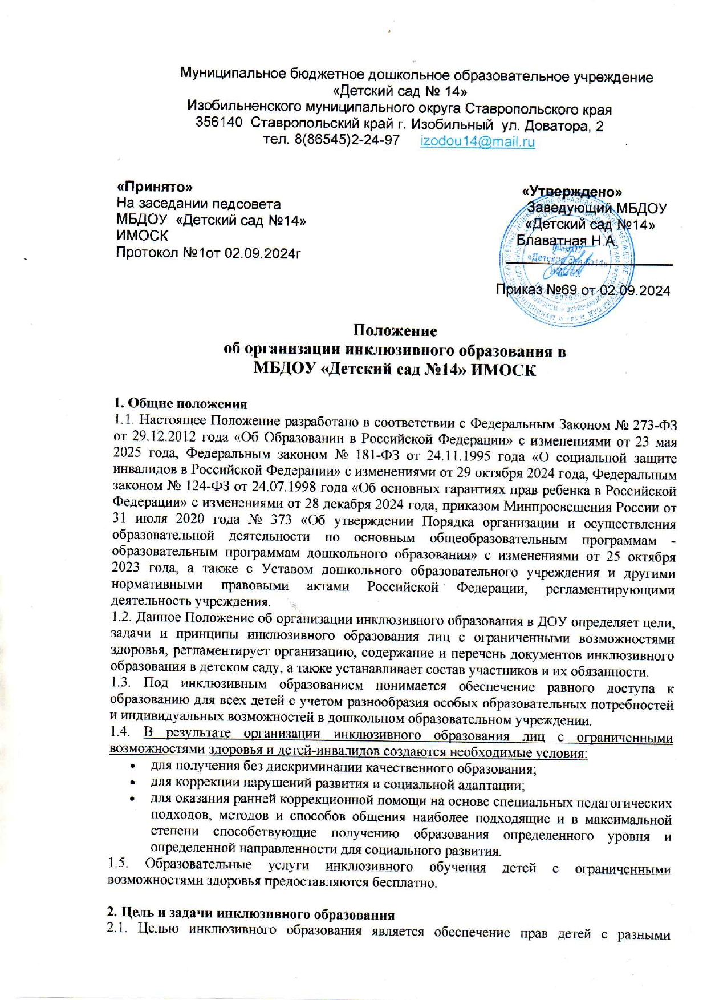 Муниципальное бюджетное дошкольное образовательное учреждение
«Детский сад № 14»
Изобильненского муниципального округа Ставропольского края
356140 Ставропольский край г. Изобильный ул. Доватора, 2
тел. 8(86545)2-24-97 izodou14@mail.ru
«Принято»
На заседании педсовета
МБДОУ «Детский сад №14»
ИМОСК
Протокол №1от 02.09.2024г
«Утверждено»
Заведующий МБДОУ
«Детский сад №14»
Блаватная Н.А
МБДОУ
«Детский сад №14»
ИМОСК
Приказ №69 от 02.09.2024
Положение
об организации инклюзивного образования в
МБДОУ «Детский сад №14» ИМОСК
1. Общие положения
1.1. Настоящее Положение разработано в соответствии с Федеральным Законом № 273-ФЗ
от 29.12.2012 года «Об Образовании в Российской Федерации» с изменениями от 23 мая
2025 года, Федеральным законом № 181-ФЗ от 24.11.1995 года «О социальной защите
инвалидов в Российской Федерации» с изменениями от 29 октября 2024 года, Федеральным
законом № 124-ФЗ от 24.07.1998 года «Об основных гарантиях прав ребенка в Российской
Федерации» с изменениями от 28 декабря 2024 года, приказом Минпросвещения России от
31 июля 2020 года № 373 «Об утверждении Порядка организации и осуществления
образовательной деятельности по основным общеобразовательным программам -
образовательным программам дошкольного образования» с изменениями от 25 октября
2023 года, а также с Уставом дошкольного образовательного учреждения и другими
нормативными правовыми актами Российской Федерации, регламентирующими
деятельность учреждения.
1.2. Данное Положение об организации инклюзивного образования в ДОУ определяет цели,
задачи и принципы инклюзивного образования лиц с ограниченными возможностями
здоровья, регламентирует организацию, содержание и перечень документов инклюзивного
образования в детском саду, а также устанавливает состав участников и их обязанности.
1.3. Под инклюзивным образованием понимается обеспечение равного доступа к
образованию для всех детей с учетом разнообразия особых образовательных потребностей
и индивидуальных возможностей в дошкольном образовательном учреждении.
1.4. В результате организации инклюзивного образования лиц с ограниченными
возможностями здоровья и детей-инвалидов создаются необходимые условия:
• для получения без дискриминации качественного образования;
• для коррекции нарушений развития и социальной адаптации;
• для оказания ранней коррекционной помощи на основе специальных педагогических
подходов, методов и способов общения наиболее подходящие и в максимальной
степени способствующие получению образования определенного уровня и
определенной направленности для социального развития.
1.5. Образовательные услуги инклюзивного обучения детей с ограниченными
возможностями здоровья предоставляются бесплатно.
2. Цель и задачи инклюзивного образования
2.1. Целью инклюзивного образования является обеспечение прав детей с разными